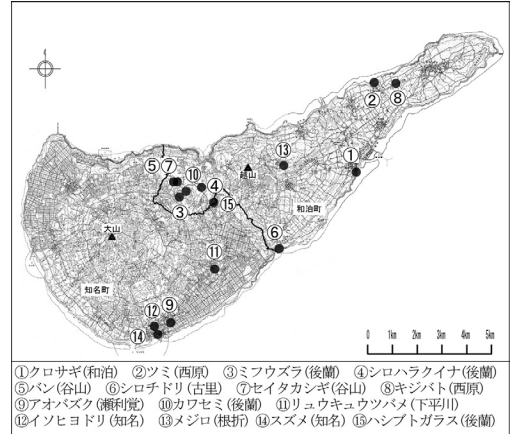 ② ⑧
⑬ ①
⑤⑦ ⑩ ④ 越山
③ ⑮ 和泊町
大山 ⑥
⑪
知名町
⑫ ⑨
⑭
0 1km 2km 3km 4km 5km
①クロサギ(和泊) ②ツミ(西原) ③ミフウズラ(後蘭) ④シロハラクイナ(後蘭)
⑤バン(谷山) ⑥シロチドリ(古里) ⑦セイタカシギ(谷山) ⑧キジバト(西原)
⑨アオバズク(瀬利覚) ⑩カワセミ(後蘭) ⑪リュウキュウツバメ(下平川)
⑫イソヒヨドリ(知名) ⑬メジロ(根折) ⑭スズメ(知名) ⑮ハシブトガラス(後蘭)